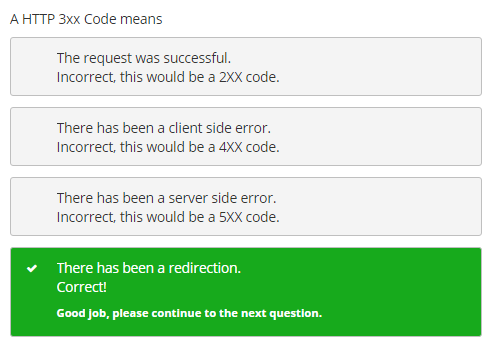 A HTTP 3xx Code means
The request was successful.
Incorrect, this would be a 2XX code.
There has been a client side error.
Incorrect, this would be a 4XX code.
There has been a server side error.
Incorrect, this would be a 5XX code.
There has been a redirection.
Correct!
Good job, please continue to the next question.